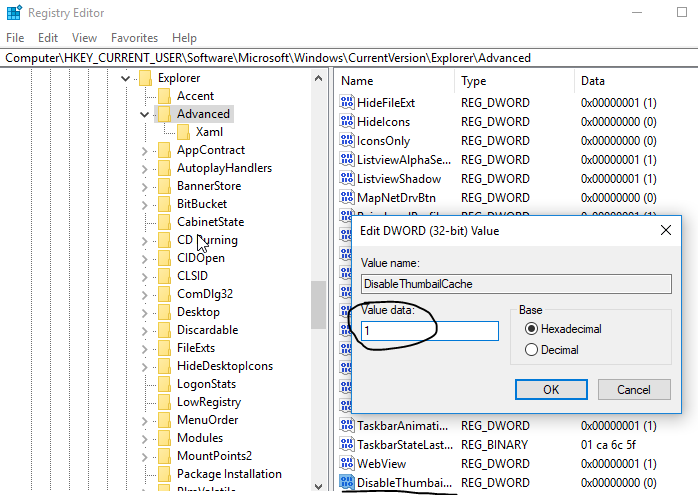 Registry Editor
File Edit View Favorites Help
Computer\HKEY_CURRENT_USER\Software\Microsoft\Windows\CurrentVersion\Explorer\Advanced
Explorer
Accent
Advanced
Xaml
AppContract
AutoplayHandlers
BannerStore
BitBucket
CabinetState
CD Burning
CIDOpen
CLSID
ComDlg32
Desktop
Discardable
FileExts
HideDesktopIcons
LogonStats
LowRegistry
MenuOrder
Modules
MountPoints2
Package Installation
Name Type Data
HideFileExt REG_DWORD 0x00000001 (1)
HideIcons REG_DWORD 0x00000000 (0)
IconsOnly REG_DWORD 0x00000000 (0)
ListviewAlphaSe... REG_DWORD 0x00000001 (1)
ListviewShadow REG_DWORD 0x00000001 (1)
MapNetDrvBtn REG_DWORD 0x00000000 (0)
Edit DWORD (32-bit) Value
Value name:
DisableThumbailCache
Value data:
1
Base
Hexadecimal
Decimal
OK Cancel
TaskbarAnimati... REG_DWORD 0x00000001 (1)
TaskbarStateLast... REG_BINARY 01 ca 6c 5f
WebView REG_DWORD 0x00000001 (1)
DisableThumbai... REG_DWORD 0x00000000 (0)